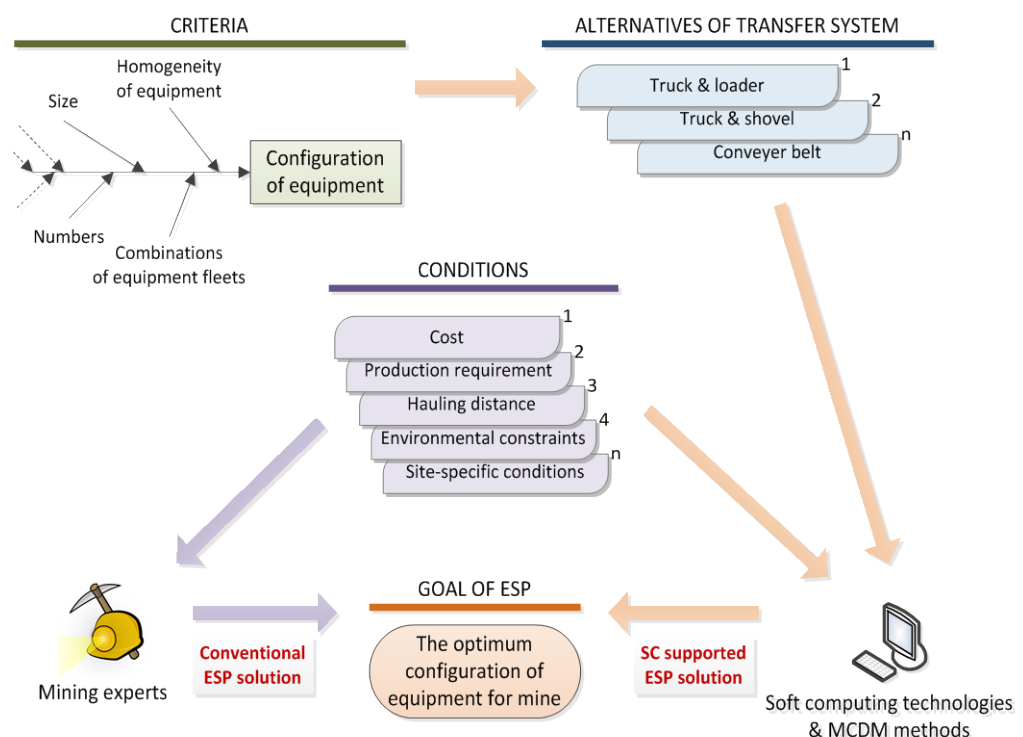 CRITERIA
Homogeneity
of equipment
Size
Configuration
of equipment
Numbers
Combinations
of equipment fleets
ALTERNATIVES OF TRANSFER SYSTEM
1
Truck & loader
2
Truck & shovel
n
Conveyer belt
CONDITIONS
1
Cost
2
Production requirement
3
Hauling distance
4
Environmental constraints
n
Site-specific conditions
Mining experts
Conventional
ESP solution
GOAL OF ESP
The optimum
configuration of
equipment for mine
SC supported
ESP solution
Soft computing technologies
& MCDM methods